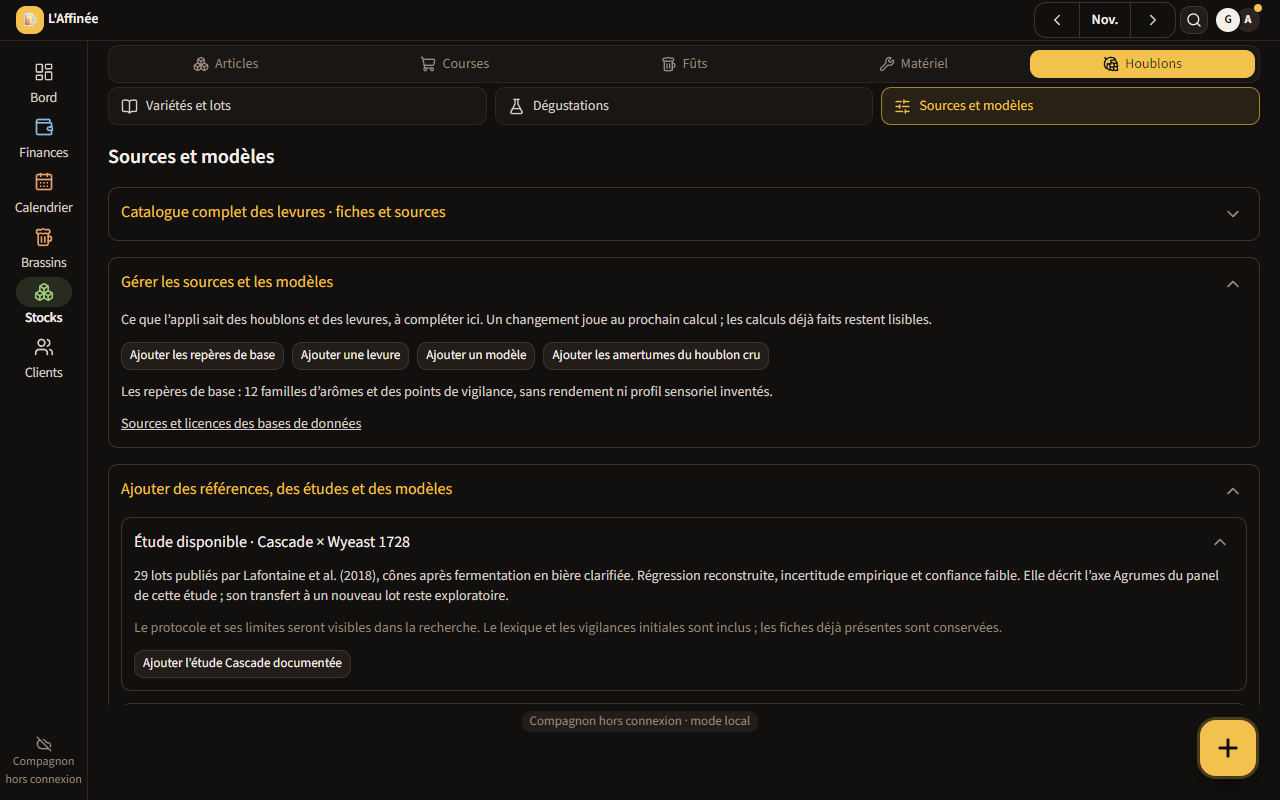 L'Affinée
Nov.
G
A
Articles
Courses
Fûts
Matériel
Houblons
Bord
Finances
Calendrier
Brassins
Stocks
Clients
Variétés et lots
Dégustations
Sources et modèles
Sources et modèles
Catalogue complet des levures · fiches et sources
Gérer les sources et les modèles
Ce que l’appli sait des houblons et des levures, à compléter ici. Un changement joue au prochain calcul ; les calculs déjà faits restent lisibles.
Ajouter les repères de base
Ajouter une levure
Ajouter un modèle
Ajouter les amertumes du houblon cru
Les repères de base : 12 familles d’arômes et des points de vigilance, sans rendement ni profil sensoriel inventés.
Sources et licences des bases de données
Ajouter des références, des études et des modèles
Étude disponible · Cascade × Wyeast 1728
29 lots publiés par Lafontaine et al. (2018), cônes après fermentation en bière clarifiée. Régression reconstruite, incertitude empirique et confiance faible. Elle décrit l’axe Agrumes du panel
de cette étude ; son transfert à un nouveau lot reste exploratoire.
Le protocole et ses limites seront visibles dans la recherche. Le lexique et les vigilances initiales sont inclus ; les fiches déjà présentes sont conservées.
Ajouter l’étude Cascade documentée
Compagnon hors connexion · mode local
Compagnon
hors connexion